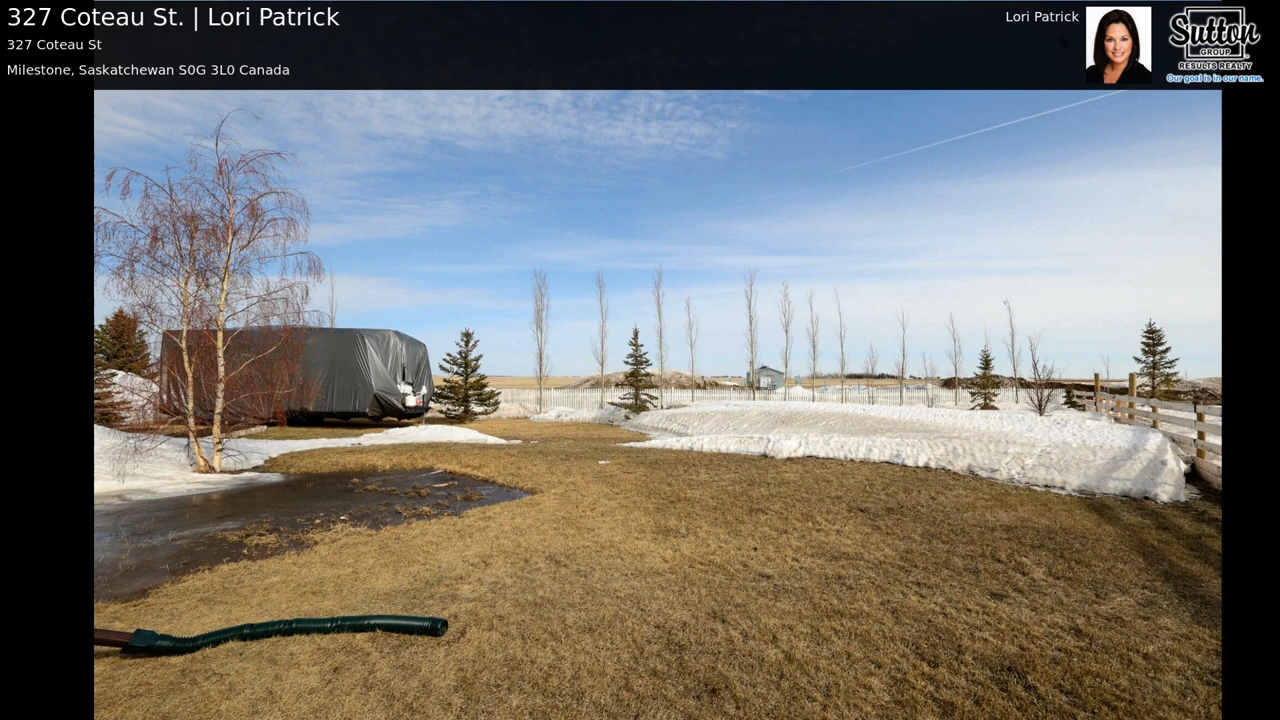 327 Coteau St. | Lori Patrick
327 Coteau St
Milestone, Saskatchewan S0G 3L0 Canada
Lori Patrick
Sutton
GROUP
RESULTS REALTY
Our goal is in our name.